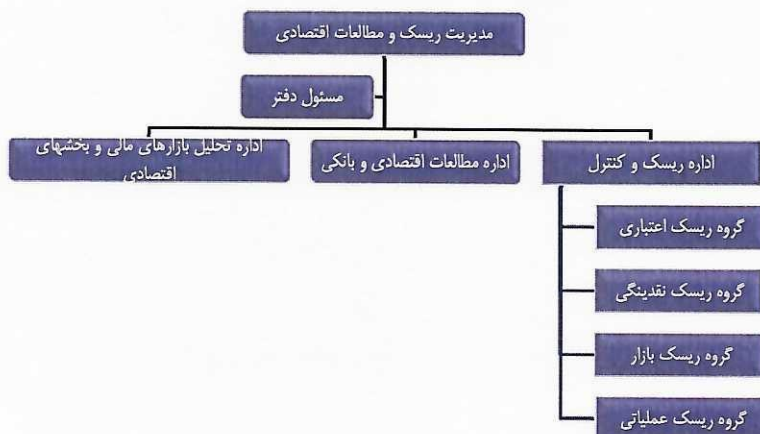 مدیریت ریسک و مطالعات اقتصادی
مسئول دفتر
اداره ریسک و کنترل
اداره مطالعات اقتصادی و بانکی
اداره تحلیل بازارهای مالی و بخشهای
اقتصادی
گروه ریسک اعتباری
گروه ریسک نقدینگی
گروه ریسک بازار
گروه ریسک عملیاتی